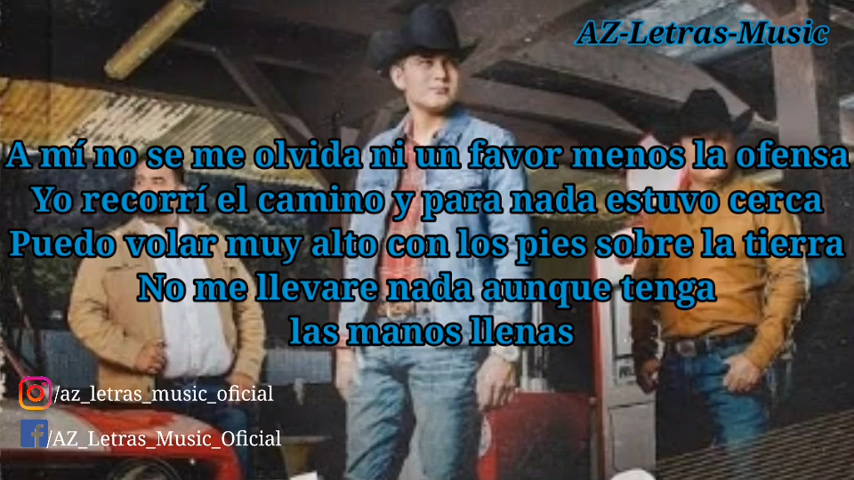 AZ-Letras-Music
A mí no se me olvida ni un favor menos la ofensa
Yo recorrí el camino y para nada estuvo cerca
Puedo volar muy alto con los pies sobre la tierra
No me llevare nada aunque tenga
las manos llenas
/az_letras_music_oficial
/AZ_Letras_Music_Oficial